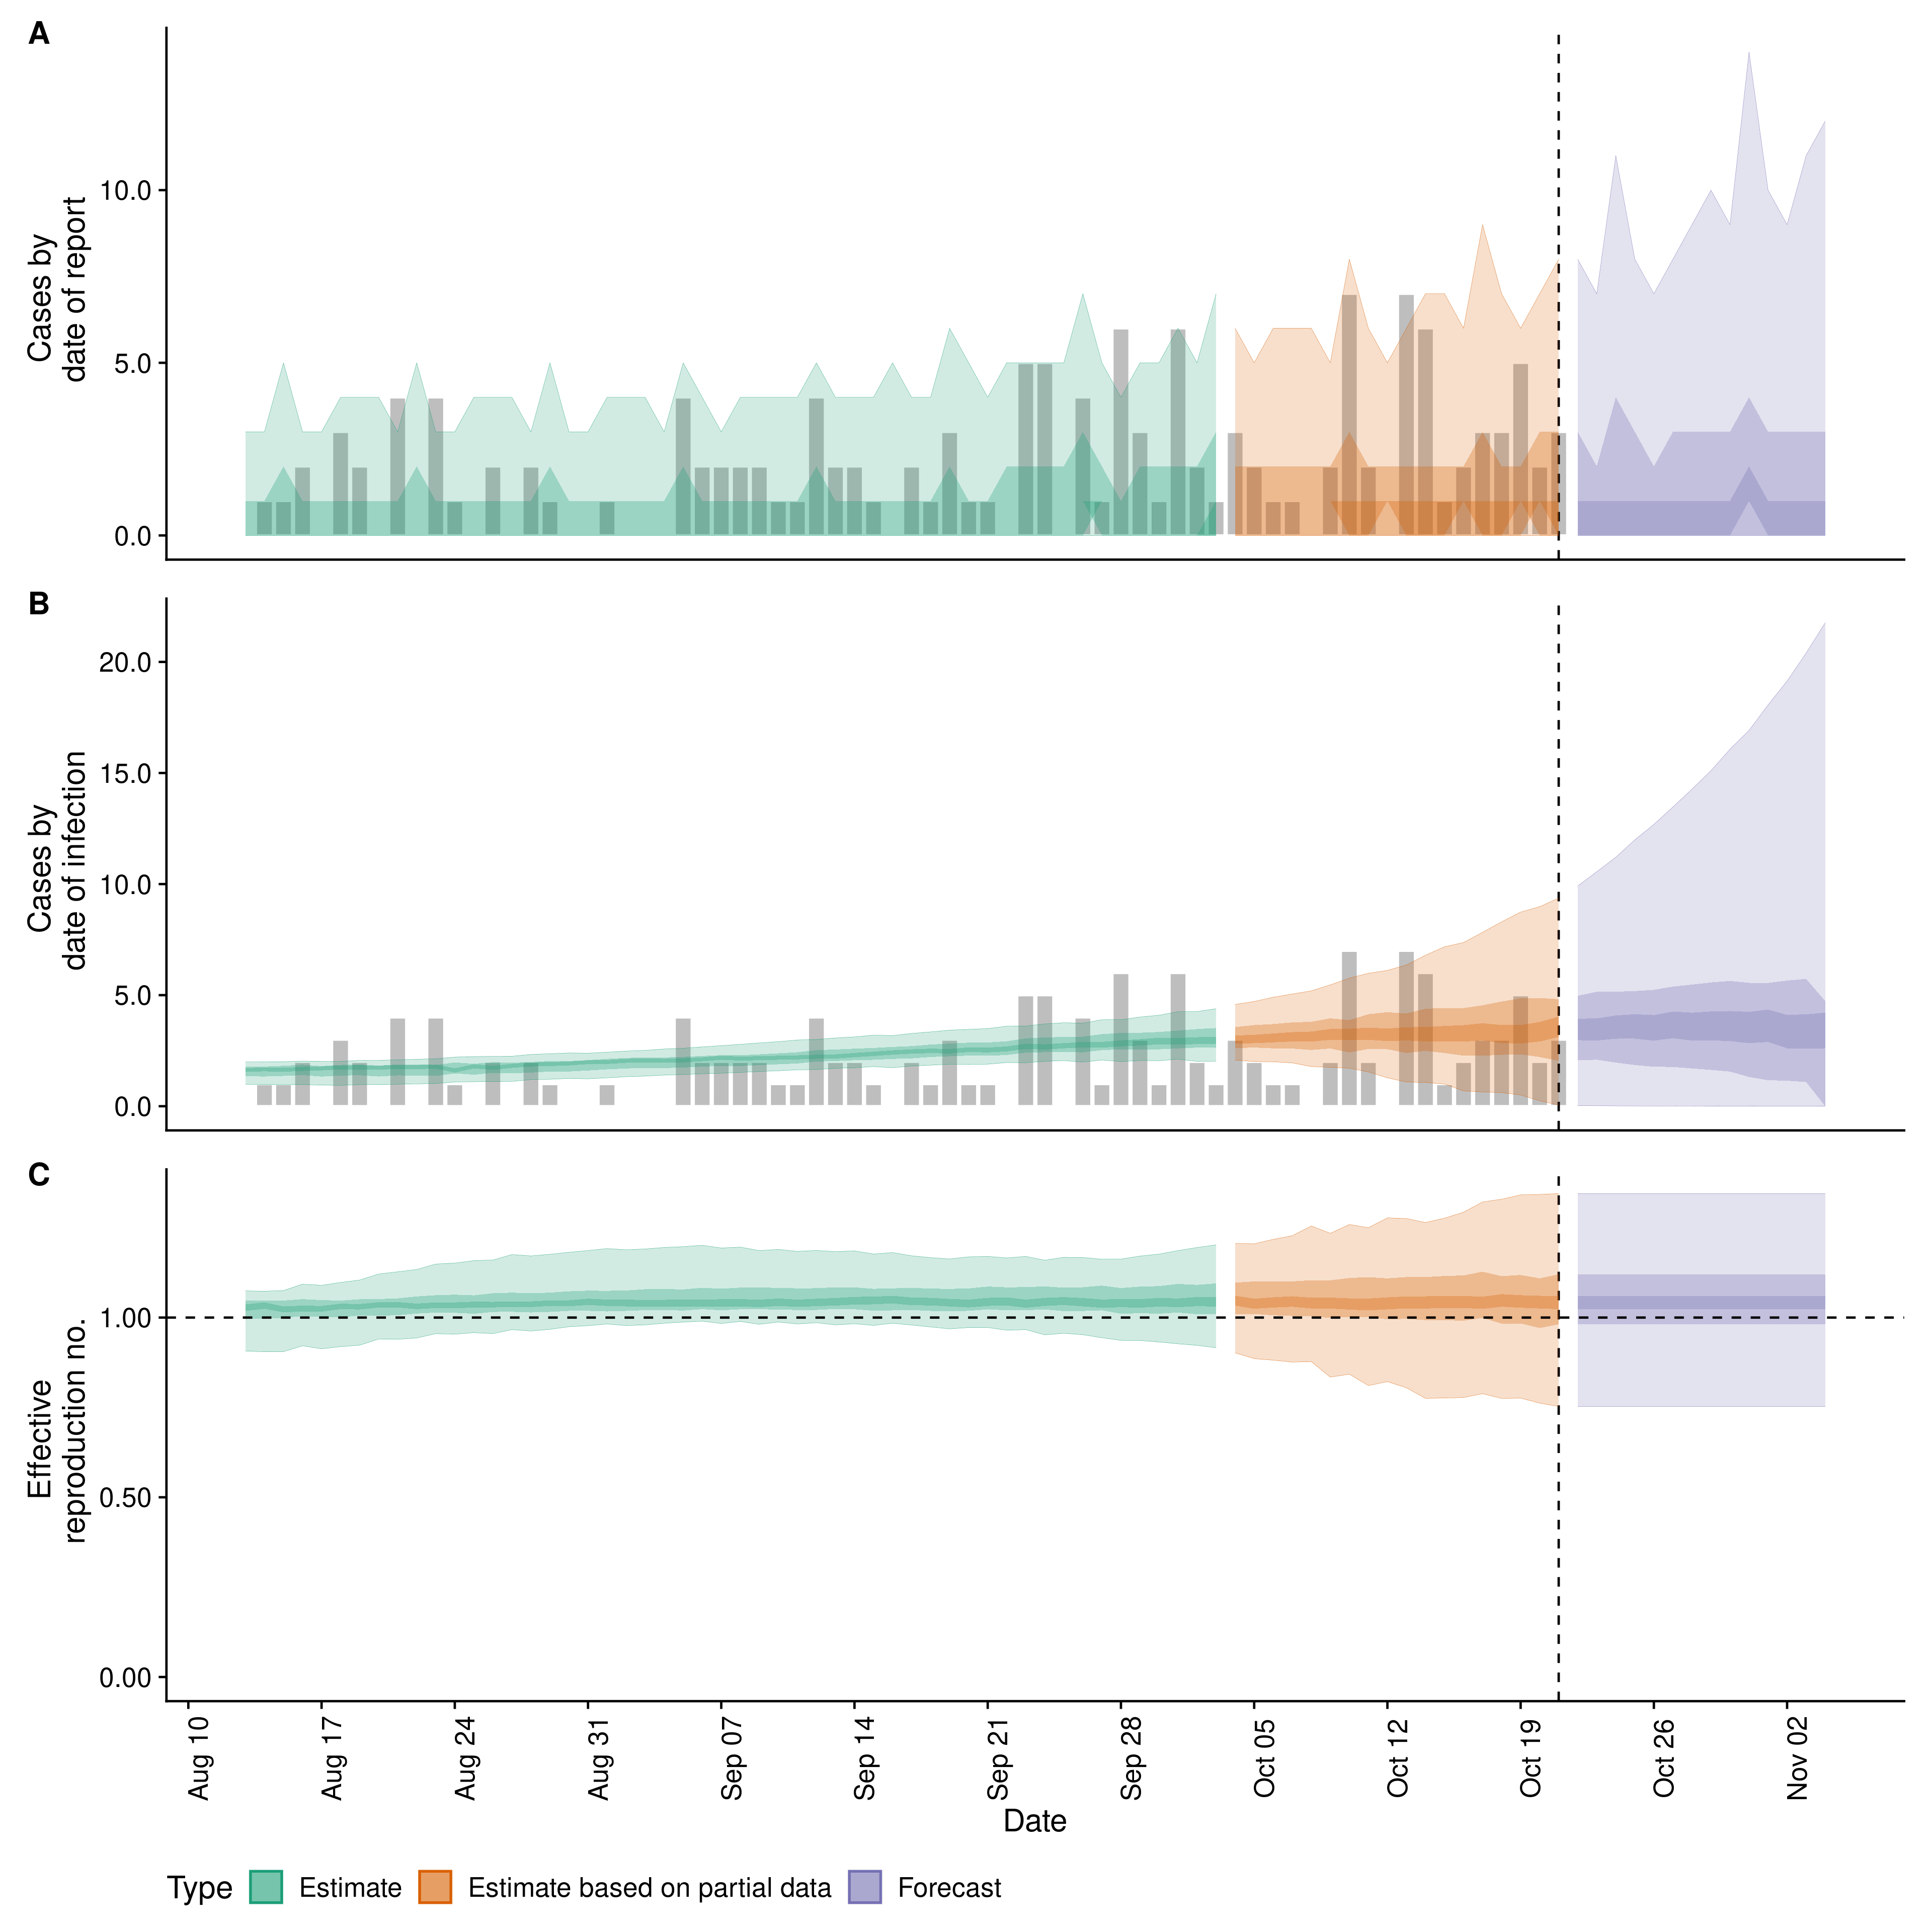 A
Cases by
date of report
10.0
5.0
0.0
B
Cases by
date of infection
20.0
15.0
10.0
5.0
0.0
C
Effective
reproduction no.
1.00
0.50
0.00
Aug 10
Aug 17
Aug 24
Aug 31
Sep 07
Sep 14
Sep 21
Sep 28
Oct 05
Oct 12
Oct 19
Oct 26
Nov 02
Date
Type Estimate Estimate based on partial data Forecast